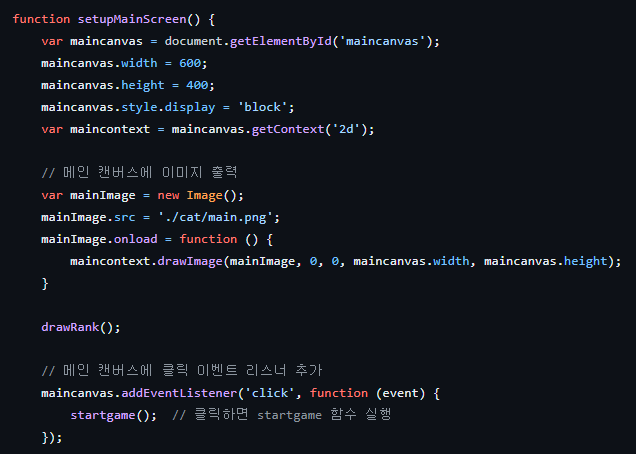 function setupMainScreen() {
    var maincanvas = document.getElementById('maincanvas');
    maincanvas.width = 600;
    maincanvas.height = 400;
    maincanvas.style.display = 'block';
    var maincontext = maincanvas.getContext('2d');

    // 메인 캔버스에 이미지 출력
    var mainImage = new Image();
    mainImage.src = './cat/main.png';
    mainImage.onload = function () {
        maincontext.drawImage(mainImage, 0, 0, maincanvas.width, maincanvas.height);
    }

    drawRank();

    // 메인 캔버스에 클릭 이벤트 리스너 추가
    maincanvas.addEventListener('click', function (event) {
        startgame();  // 클릭하면 startgame 함수 실행
    });